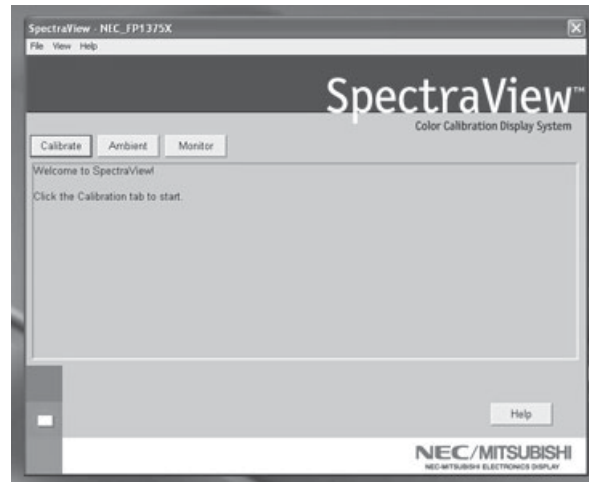 SpectraView - NEC_FP1375X
File View Help
SpectraView™
Color Calibration Display System
Calibrate Ambient Monitor
Welcome to SpectraView!
Click the Calibration tab to start.
Help
NEC/MITSUBISHI
NEC-MITSUBISHI ELECTRONICS DISPLAY